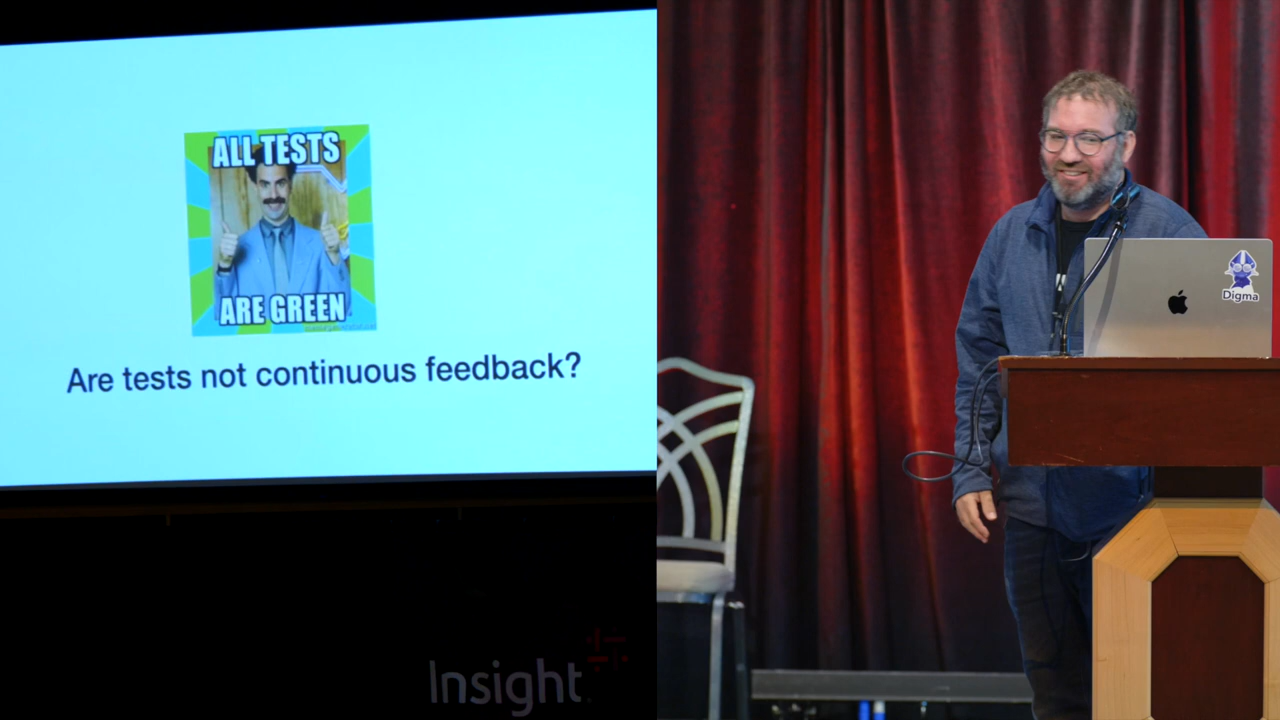 ALL TESTS
ARE GREEN
Are tests not continuous feedback?
Insight
Digma